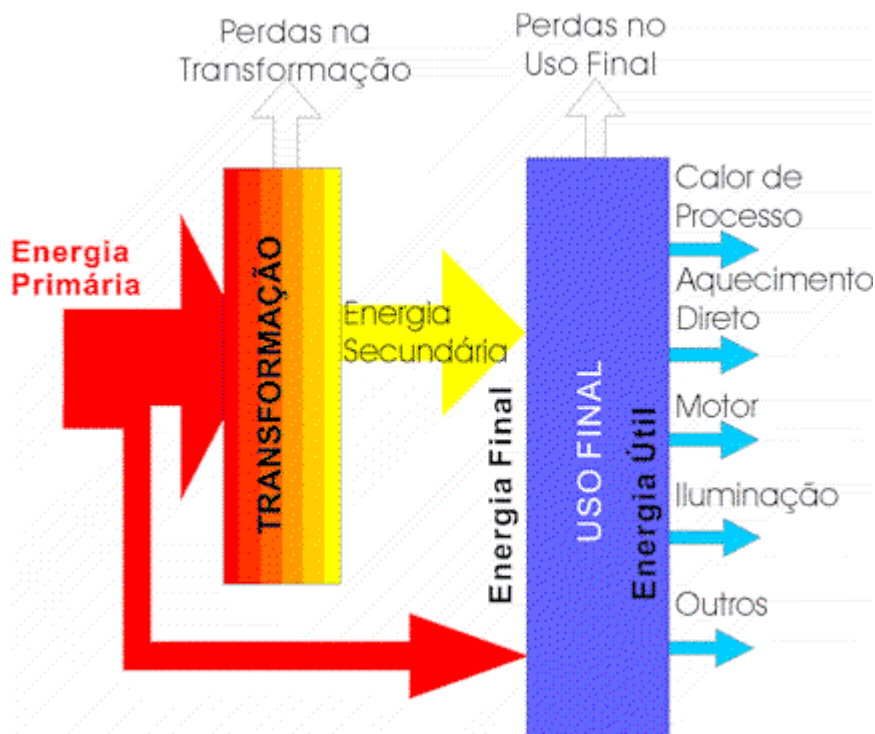 Perdas na
Transformação
Perdas no
Uso Final
Energia
Primária
TRANSFORMAÇÃO
Energia
Secundária
Energia Final
USO FINAL
Energia Útil
Calor de
Processo
Aquecimento
Direto
Motor
Iluminação
Outros